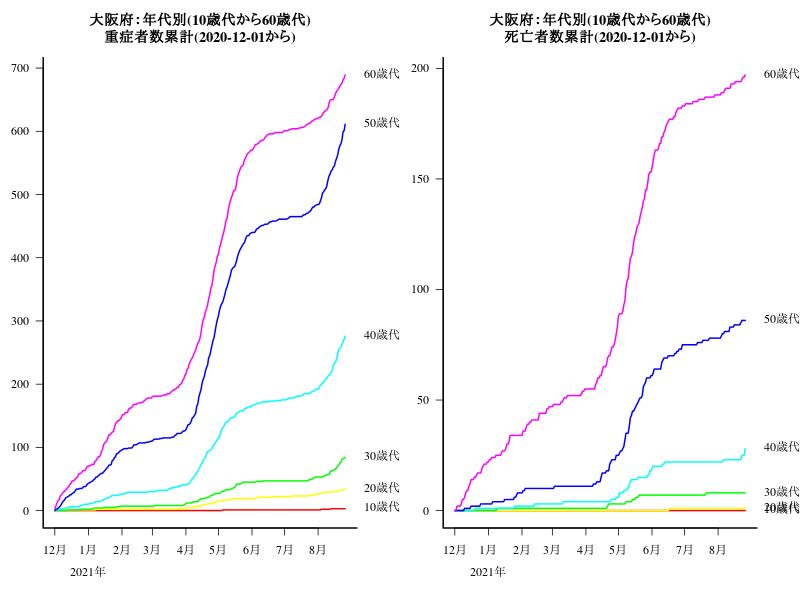 大阪府：年代別(10歳代から60歳代)
重症者数累計(2020-12-01から)
700
600
500
400
300
200
100
0
60歳代
50歳代
40歳代
30歳代
20歳代
10歳代
12月 1月 2月 3月 4月 5月 6月 7月 8月
2021年
大阪府：年代別(10歳代から60歳代)
死亡者数累計(2020-12-01から)
200
150
100
50
0
60歳代
50歳代
40歳代
30歳代
20歳代
10歳代
12月 1月 2月 3月 4月 5月 6月 7月 8月
2021年